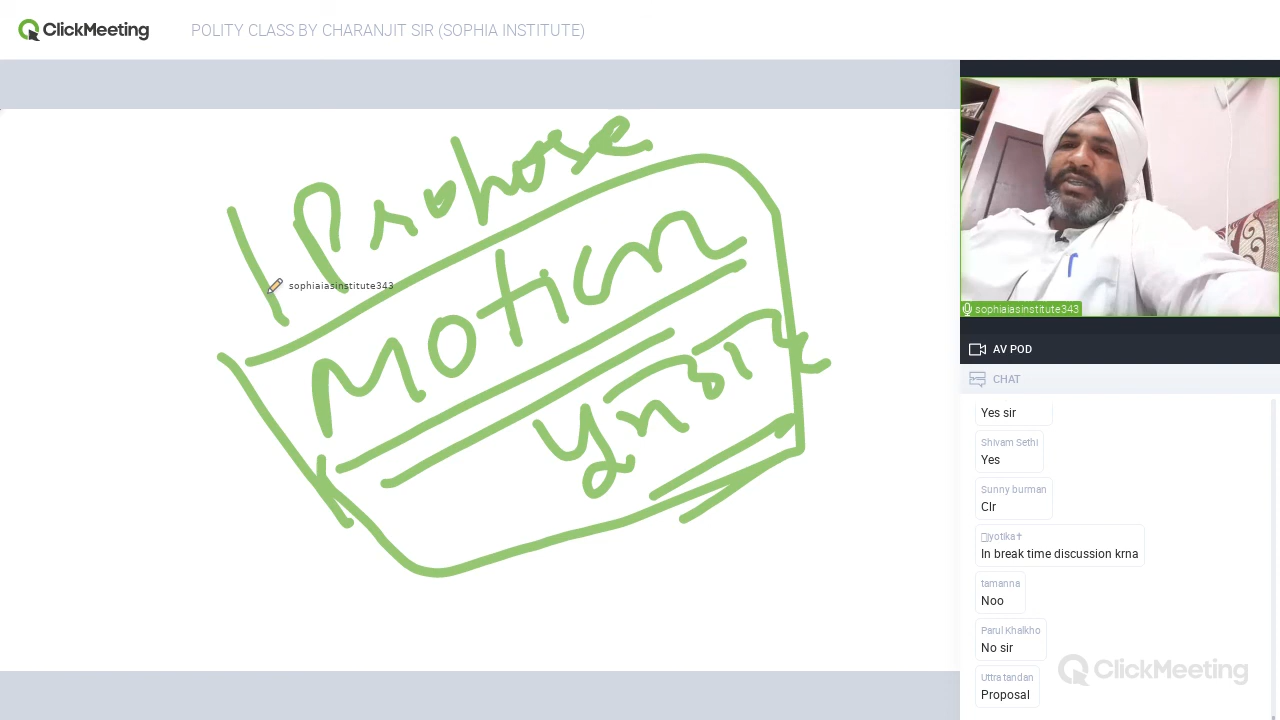 ClickMeeting
POLITY CLASS BY CHARANJIT SIR (SOPHIA INSTITUTE)
I Propose
sophiaiasinstitute343
Motion
sophiaiasinstitute343
AV POD
CHAT
Yes sir
Shivam Sethi
Yes
Sunny burman
Clr
yotika✝
In break time discussion krna
tamanna
Noo
Parul Khalkho
No sir
Uttra tandan
Proposal
ClickMeeting